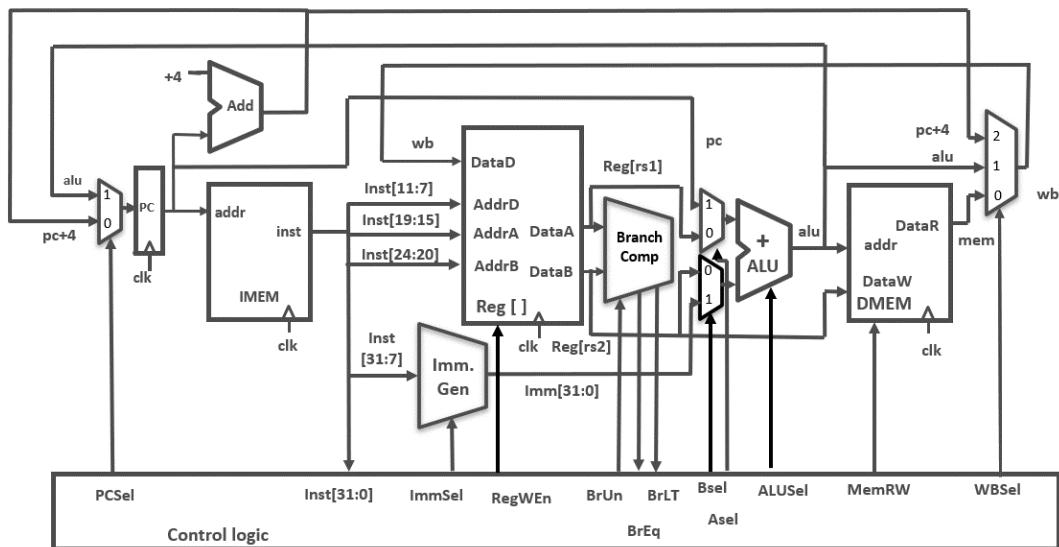 +4
Add
alu
1
0
pc+4
PC
clk
addr
inst
IMEM
clk
wb
Inst[11:7]
Inst[19:15]
Inst[24:20]
DataD
AddrD
AddrA
AddrB
DataA
DataB
Reg [ ]
clk
Reg[rs1]
Reg[rs2]
Branch
Comp
pc
1
0
0
1
+
ALU
alu
addr
DataR
DataW
DMEM
clk
mem
pc+4
alu
2
1
0
wb
Inst
[31:7]
Imm.
Gen
Imm[31:0]
PCSel
Inst[31:0]
ImmSel
RegWEn
BrUn
BrEq
BrLT
Bsel
Asel
ALUSel
MemRW
WBSel
Control logic